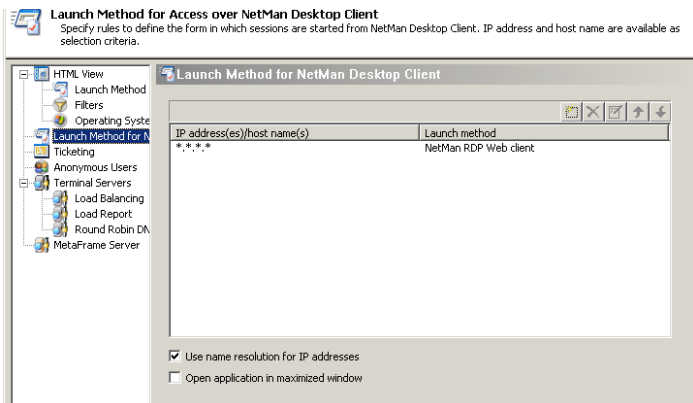 Launch Method for Access over NetMan Desktop Client
Specify rules to define the form in which sessions are started from NetMan Desktop Client. IP address and host name are available as
selection criteria.
HTML View
Launch Method
Filters
Operating Syste
Launch Method for N
Ticketing
Anonymous Users
Terminal Servers
Load Balancing
Load Report
Round Robin DN
MetaFrame Server
Launch Method for NetMan Desktop Client
IP address(es)/host name(s) Launch method
*.*.*.* NetMan RDP Web client
Use name resolution for IP addresses
Open application in maximized window